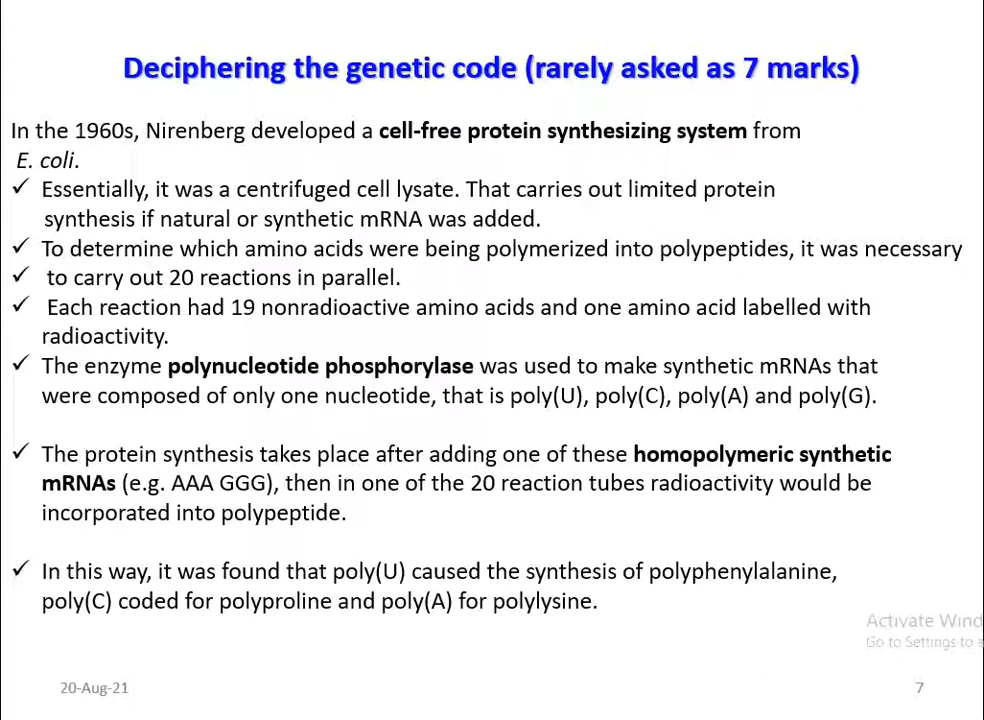 Deciphering the genetic code (rarely asked as 7 marks)
In the 1960s, Nirenberg developed a cell-free protein synthesizing system from
E. coli.
✓ Essentially, it was a centrifuged cell lysate. That carries out limited protein
synthesis if natural or synthetic mRNA was added.
✓ To determine which amino acids were being polymerized into polypeptides, it was necessary
✓ to carry out 20 reactions in parallel.
✓ Each reaction had 19 nonradioactive amino acids and one amino acid labelled with
radioactivity.
✓ The enzyme polynucleotide phosphorylase was used to make synthetic mRNAs that
were composed of only one nucleotide, that is poly(U), poly(C), poly(A) and poly(G).
✓ The protein synthesis takes place after adding one of these homopolymeric synthetic
mRNAs (e.g. AAA GGG), then in one of the 20 reaction tubes radioactivity would be
incorporated into polypeptide.
✓ In this way, it was found that poly(U) caused the synthesis of polyphenylalanine,
poly(C) coded for polyproline and poly(A) for polylysine.
Activate Wind
Go to Settings to
20-Aug-21
7